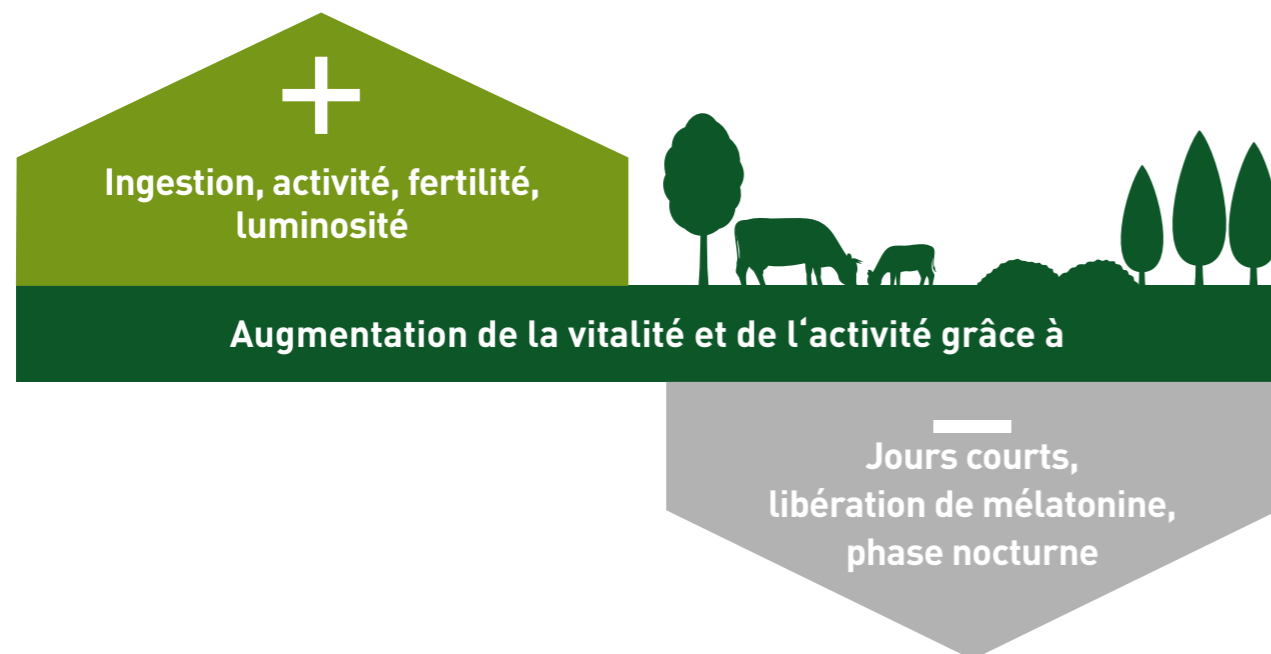 +
Ingestion, activité, fertilité,
luminosité
Augmentation de la vitalité et de l‘activité grâce à
–
Jours courts,
libération de mélatonine,
phase nocturne